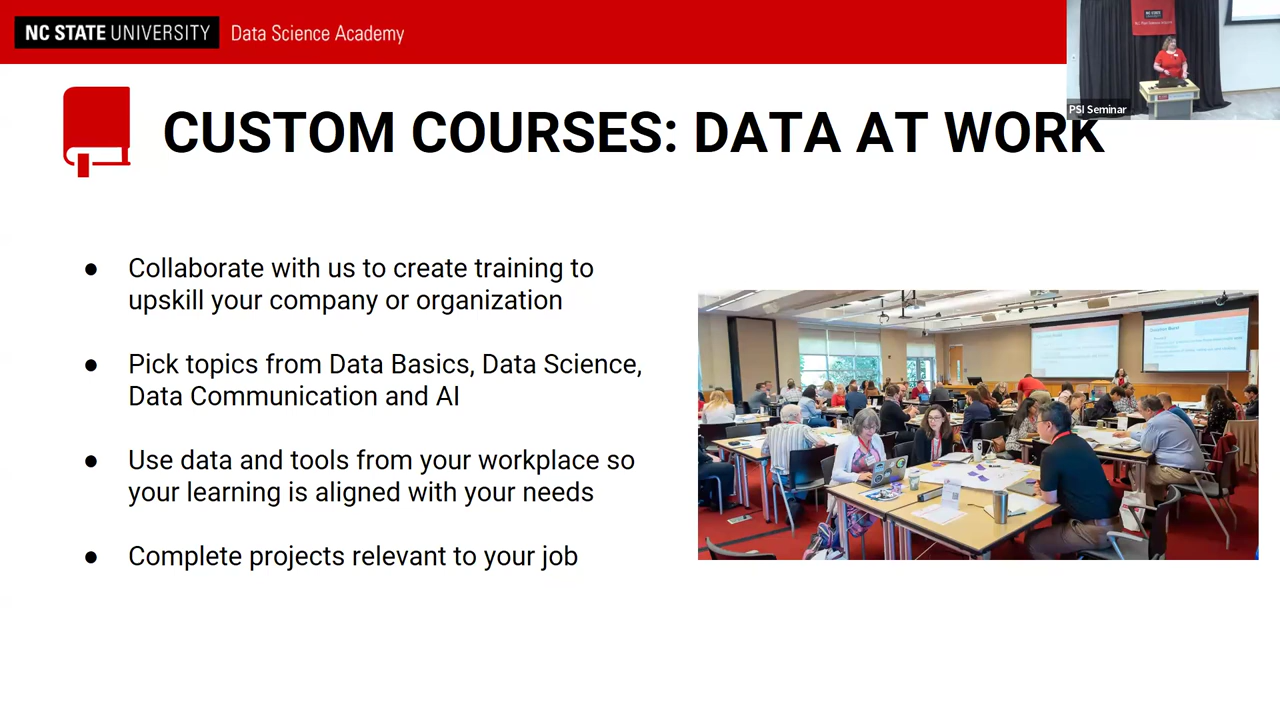 NC STATE UNIVERSITY Data Science Academy
PSI Seminar
CUSTOM COURSES: DATA AT WORK
● Collaborate with us to create training to
upskill your company or organization
● Pick topics from Data Basics, Data Science,
Data Communication and AI
● Use data and tools from your workplace so
your learning is aligned with your needs
● Complete projects relevant to your job